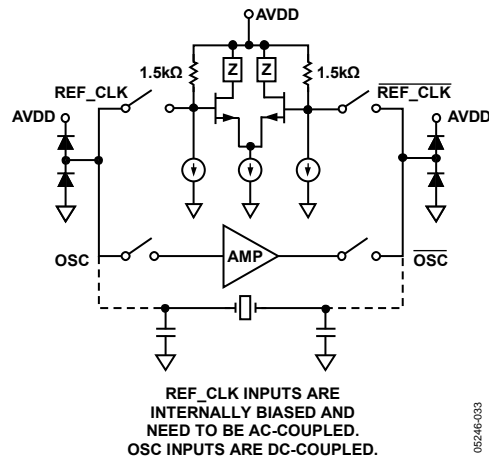 AVDD
1.5kΩ
Z
Z
1.5kΩ
REF_CLK
REF_CLK
AVDD
AVDD
OSC
AMP
OSC
REF_CLK INPUTS ARE
INTERNALLY BIASED AND
NEED TO BE AC-COUPLED.
OSC INPUTS ARE DC-COUPLED.
05246-033